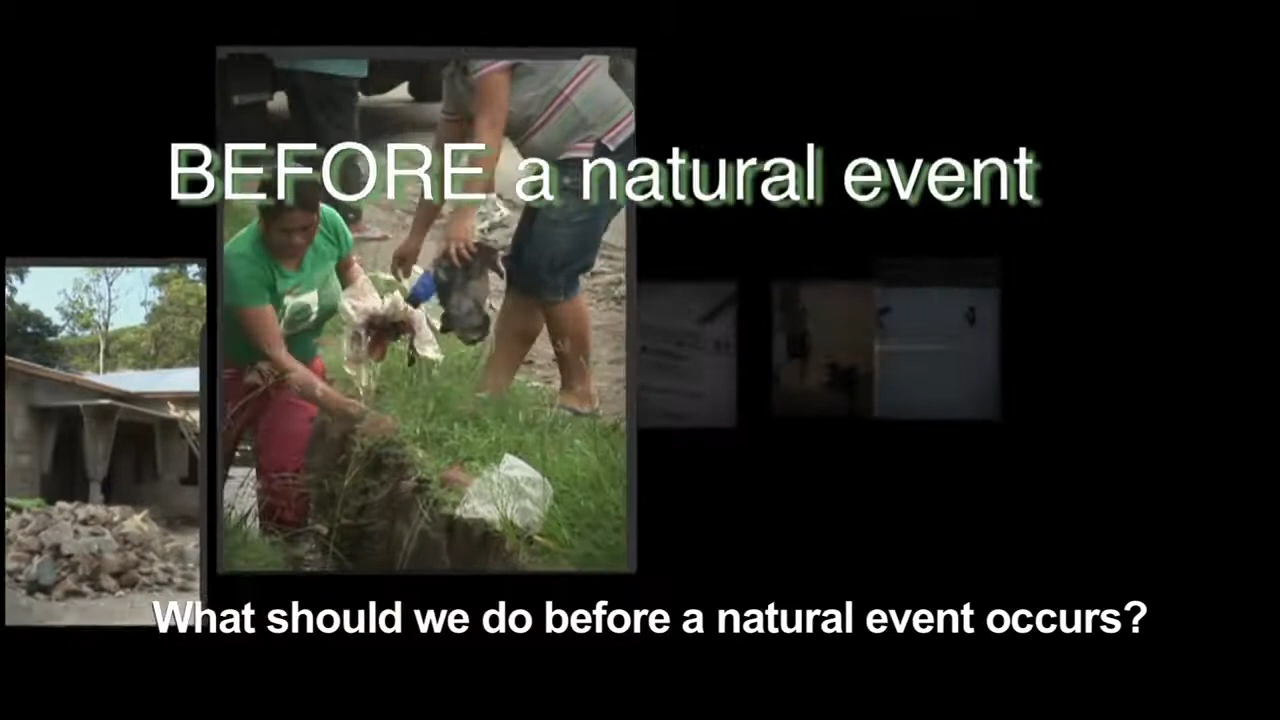 BEFORE a natural event
What should we do before a natural event occurs?